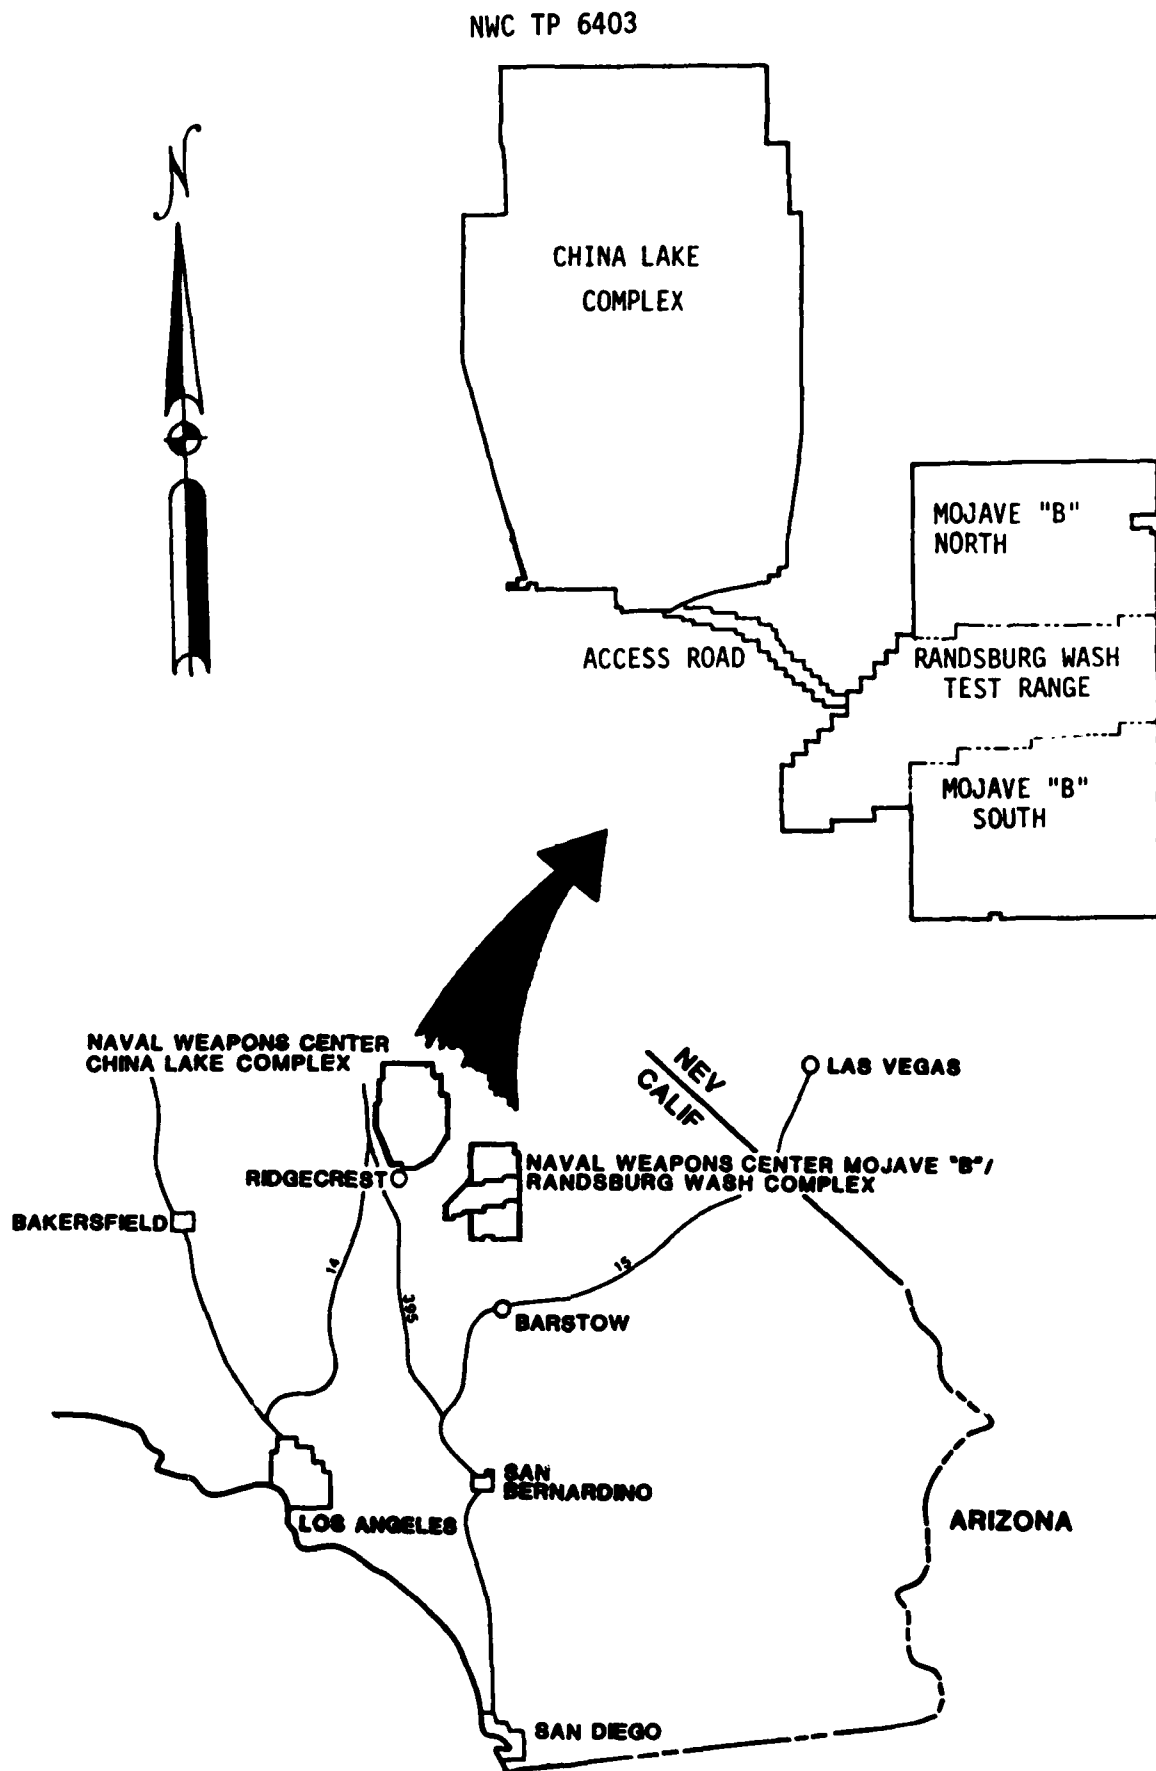 NWC TP 6403
N
CHINA LAKE
COMPLEX
MOJAVE "B"
NORTH
ACCESS ROAD
RANDSBURG WASH
TEST RANGE
MOJAVE "B"
SOUTH
NAVAL WEAPONS CENTER
CHINA LAKE COMPLEX
NEV
CALIF
LAS VEGAS
RIDGECREST
NAVAL WEAPONS CENTER MOJAVE "B"/
RANDSBURG WASH COMPLEX
BAKERSFIELD
14
395
15
BARSTOW
SAN
BERNARDINO
LOS ANGELES
ARIZONA
SAN DIEGO